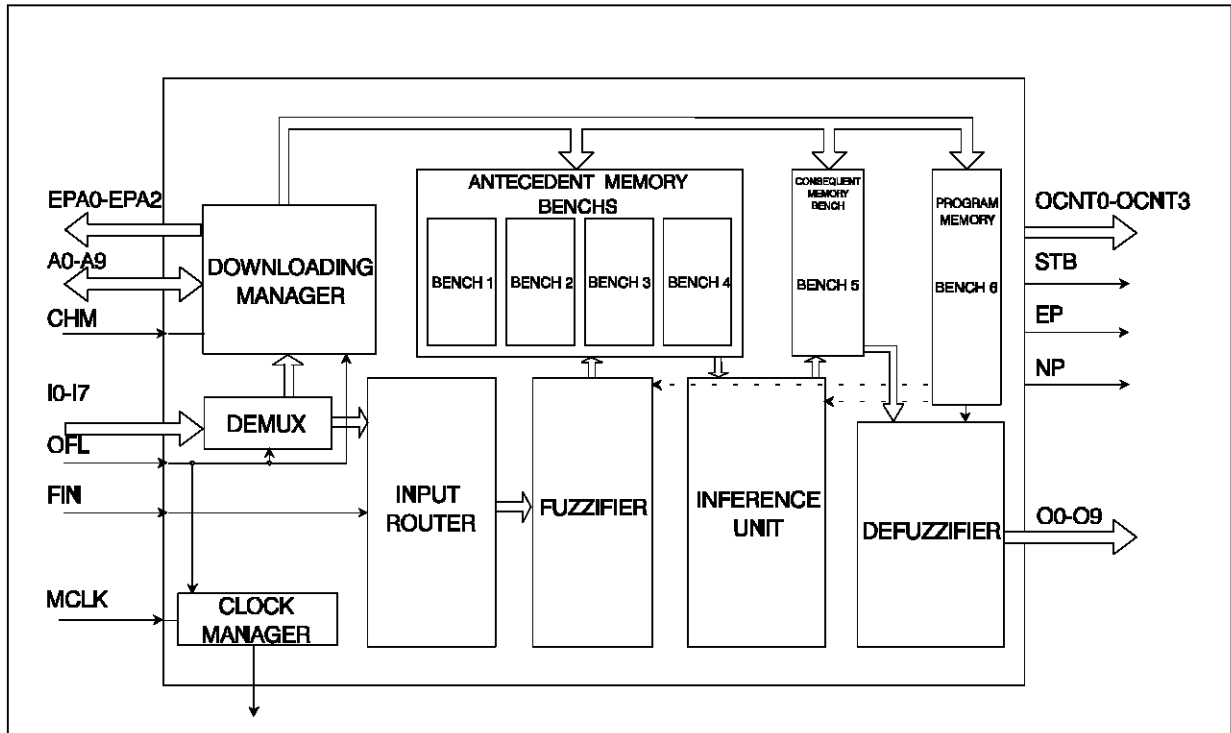 EPA0-EPA2
A0-A9
CHM
I0-I7
OFL
FINI
MCLK
DOWNLOADING
MANAGER
DEMUX
CLOCK
MANAGER
INPUT
ROUTER
ANTECEDENT MEMORY
BENCHS
BENCH 1
BENCH 2
BENCH 3
BENCH 4
FUZZIFIER
INFERENCE
UNIT
CONSEQUENT
MEMORY
BENCH
BENCH 5
PROGRAM
MEMORY
BENCH 6
DEFUZZIFIER
OCNT0-OCNT3
STB
EP
NP
O0-O9